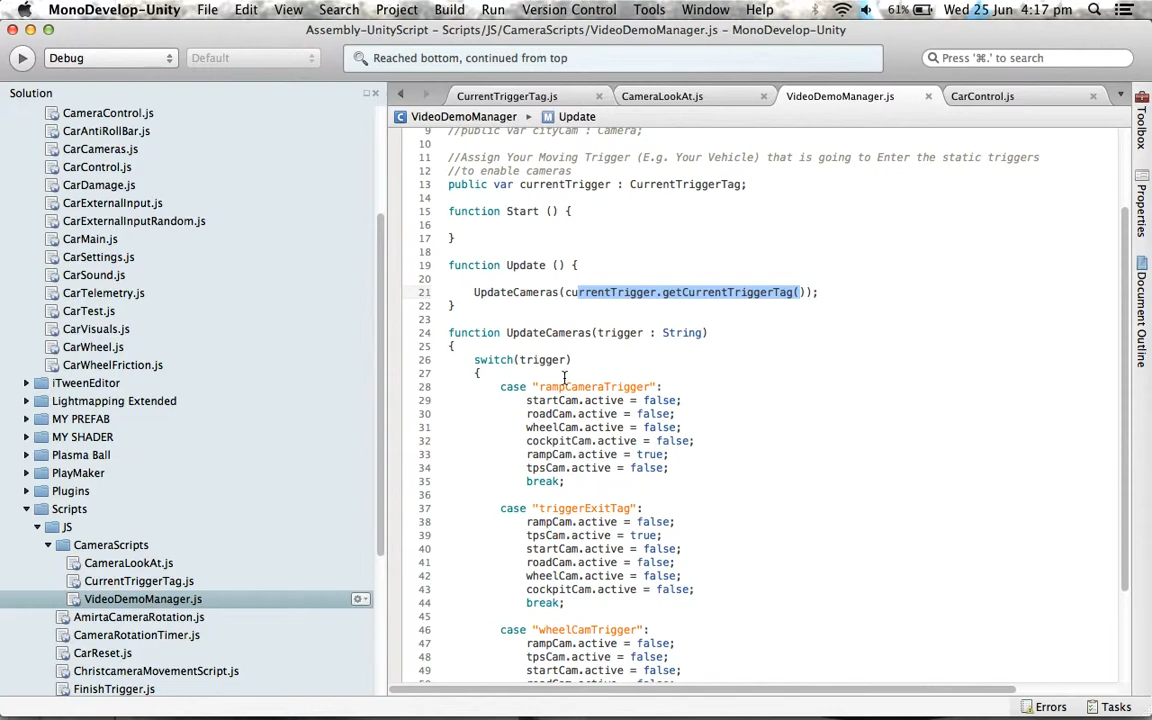 MonoDevelop-Unity File Edit View Search Project Build Run Version Control Tools Window Help 61% Wed 25 Jun 4:17 pm
Assembly-UnityScript - Scripts/JS/CameraScripts/VideoDemoManager.js - MonoDevelop-Unity
Debug Default Reached bottom, continued from top Press '⌘.' to search
Solution
CameraControl.js
CarAntiRollBar.js
CarCameras.js
CarControl.js
CarDamage.js
CarExternalInput.js
CarExternalInputRandom.js
CarMain.js
CarSettings.js
CarSound.js
CarTelemetry.js
CarTest.js
CarVisuals.js
CarWheel.js
CarWheelFriction.js
iTweenEditor
Lightmapping Extended
MY PREFAB
MY SHADER
Plasma Ball
PlayMaker
Plugins
Scripts
JS
CameraScripts
CameraLookAt.js
CurrentTriggerTag.js
VideoDemoManager.js
AmirtaCameraRotation.js
CameraRotationTimer.js
CarReset.js
ChristcameraMovementScript.js
FinishTrigger.js
CurrentTriggerTag.js CameraLookAt.js VideoDemoManager.js CarControl.js
C VideoDemoManager M Update
9 //public var cityCam : Camera;
10
11 //Assign Your Moving Trigger (E.g. Your Vehicle) that is going to Enter the static triggers
12 //to enable cameras
13 public var currentTrigger : CurrentTriggerTag;
14
15 function Start () {
16
17 }
18
19 function Update () {
20
21 UpdateCameras(currentTrigger.getCurrentTriggerTag());
22 }
23
24 function UpdateCameras(trigger : String)
25 {
26 switch(trigger)
27 {
28 case "rampCameraTrigger":
29 startCam.active = false;
30 roadCam.active = false;
31 wheelCam.active = false;
32 cockpitCam.active = false;
33 rampCam.active = true;
34 tpsCam.active = false;
35 break;
36
37 case "triggerExitTag":
38 rampCam.active = false;
39 tpsCam.active = true;
40 startCam.active = false;
41 roadCam.active = false;
42 wheelCam.active = false;
43 cockpitCam.active = false;
44 break;
45
46 case "wheelCamTrigger":
47 rampCam.active = false;
48 tpsCam.active = false;
49 startCam.active = false;
Toolbox
Properties
Document Outline
Errors Tasks